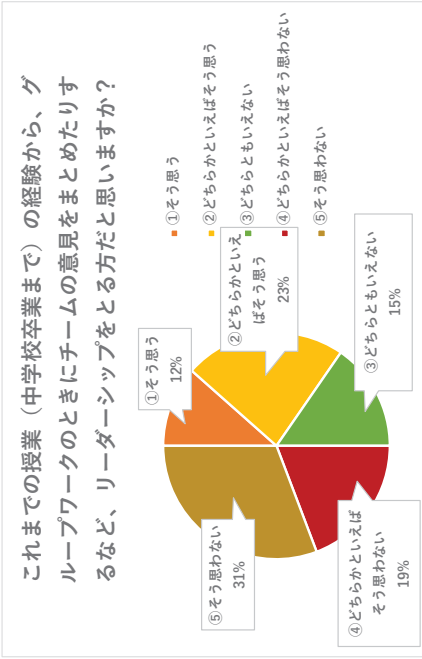 これまでの授業（中学校卒業まで）の経験から、グ
ループワークのときにチームの意見をまとめたりす
るなど、リーダーシップをとる方だと思いますか？
①そう思う
12%
②どちらかといえ
ばそう思う
23%
③どちらともいえない
15%
④どちらかといえば
そう思わない
19%
⑤そう思わない
31%
①そう思う
②どちらかといえばそう思う
③どちらともいえない
④どちらかといえばそう思わない
⑤そう思わない